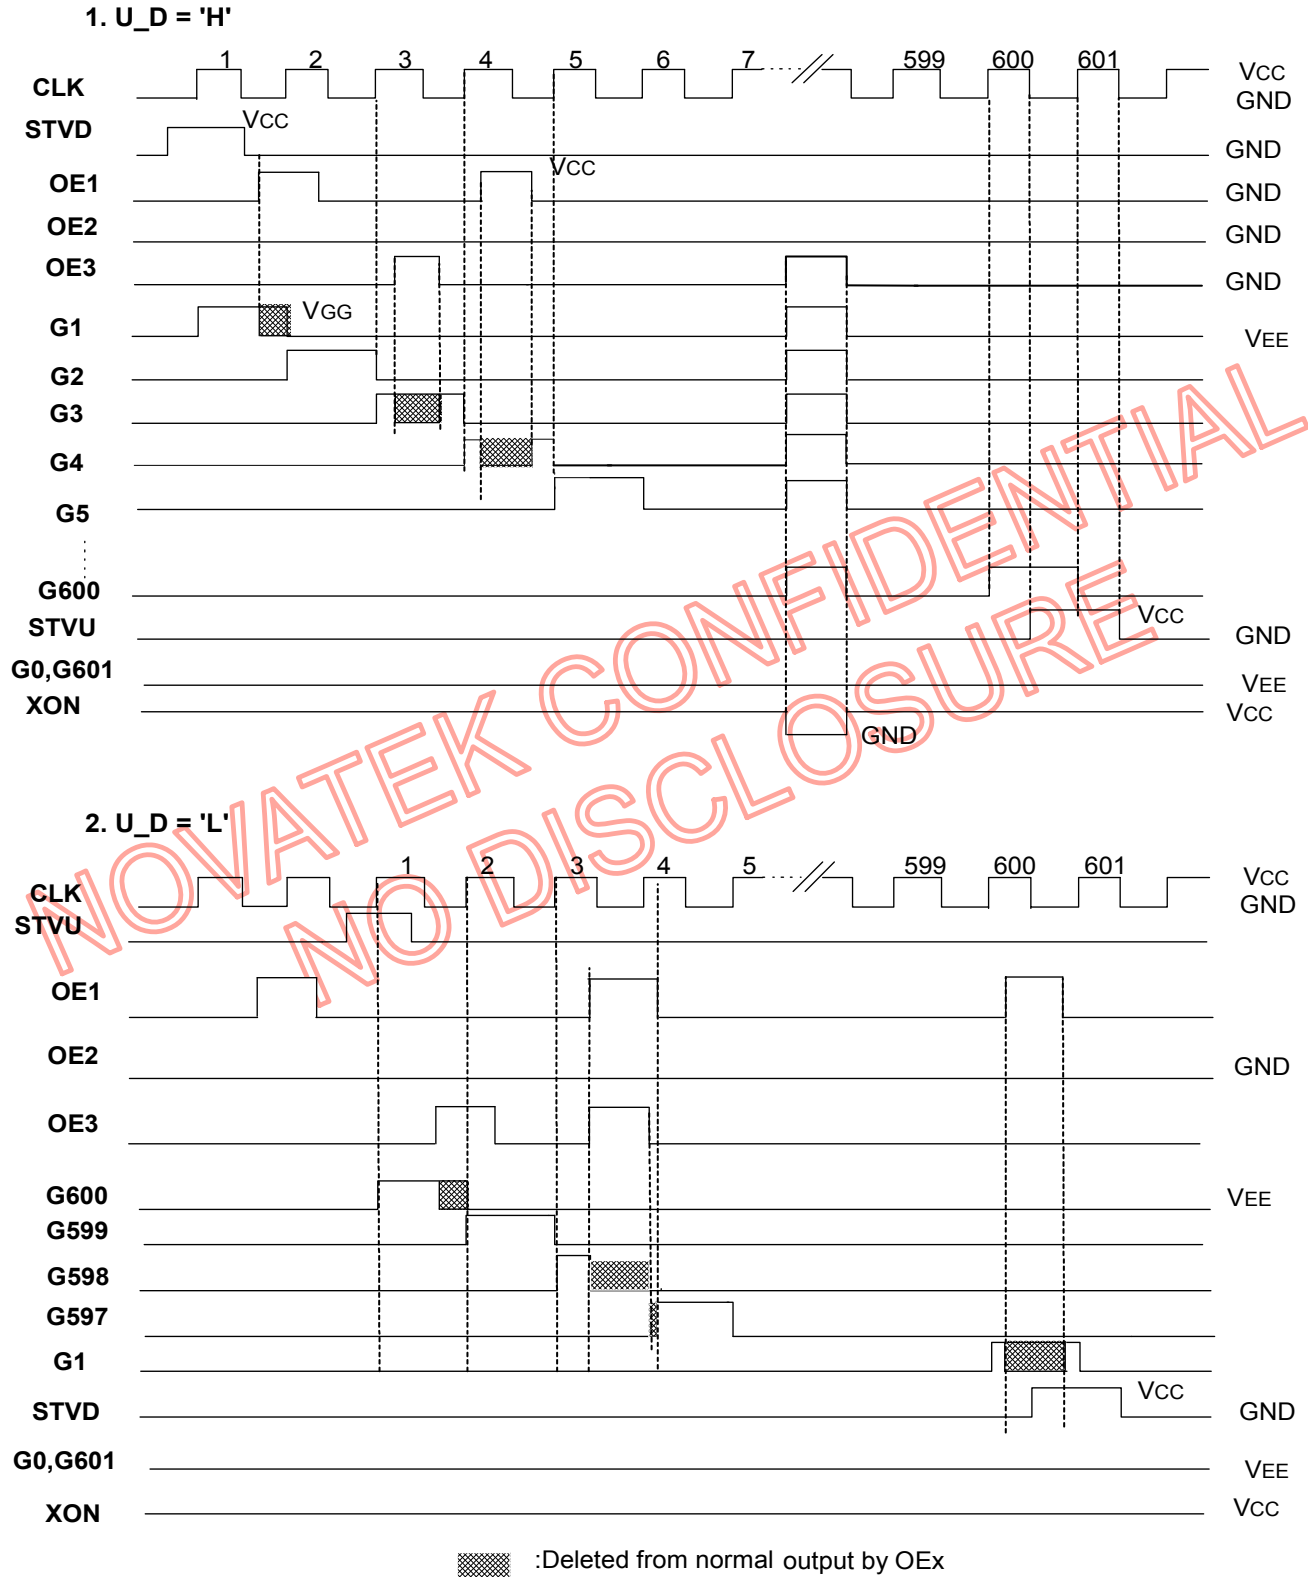 1. U_D = 'H'
1 2 3 4 5 6 7 599 600 601
CLK VCC
GND
STVD VCC GND
OE1 VCC GND
OE2 GND
OE3 GND
G1 VGG VEE
G2
G3
G4
G5
G600
STVU VCC GND
G0,G601 VEE
XON VCC
GND
NOVATEK CONFIDENTIAL
NO DISCLOSURE
2. U_D = 'L'
1 2 3 4 5 599 600 601
CLK VCC
GND
STVU
OE1
OE2 GND
OE3
G600 VEE
G599
G598
G597
G1
STVD VCC GND
G0,G601 VEE
XON VCC
:Deleted from normal output by OEx